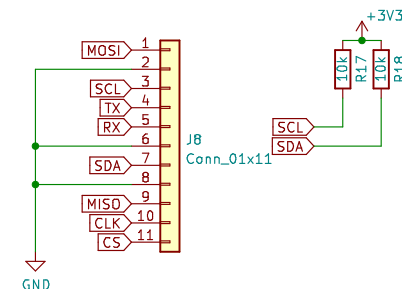 +3V3
MOSI 1
2
SCL 3
TX 4
RX 5
6
SDA 7
8
MISO 9
CLK 10
CS 11
J8
Conn_01x11
10k R17
10k R18
SCL
SDA
GND